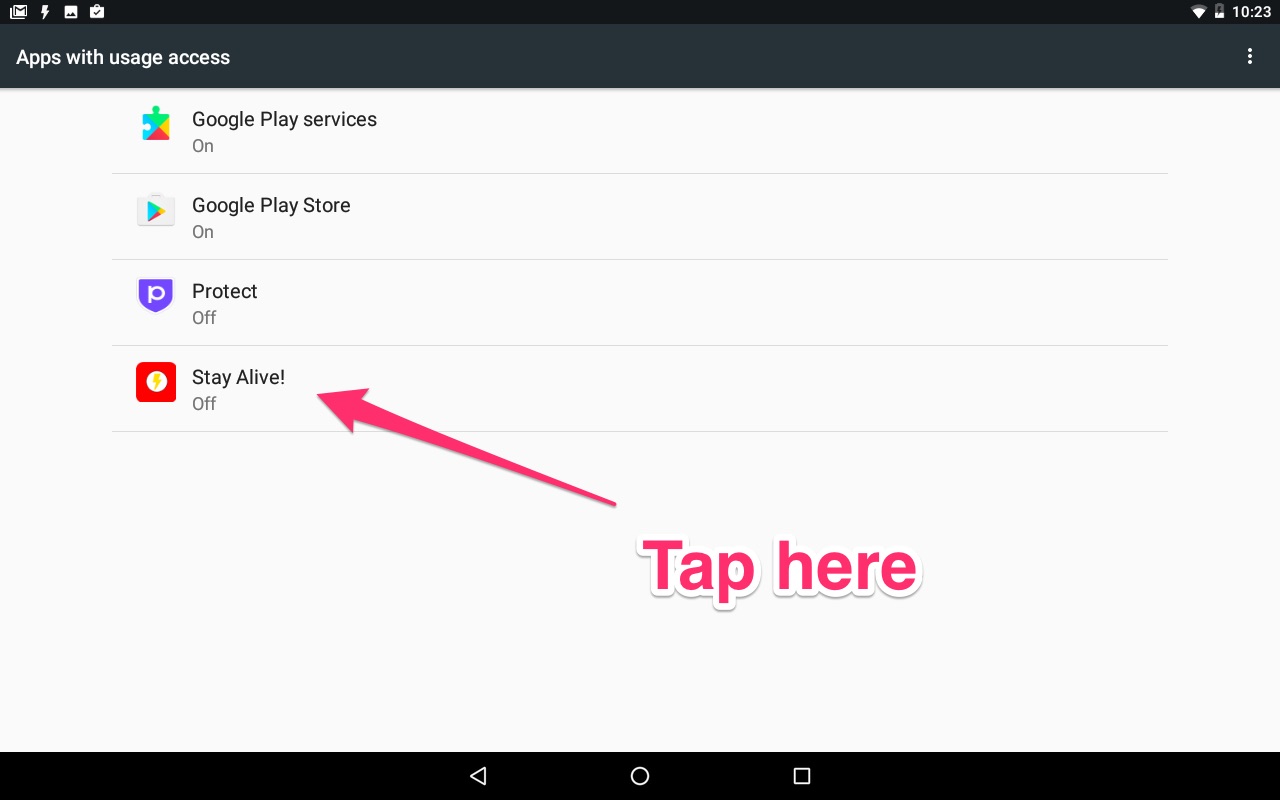 10:23
Apps with usage access
Google Play services
On
Google Play Store
On
Protect
Off
Stay Alive!
Off
Tap here